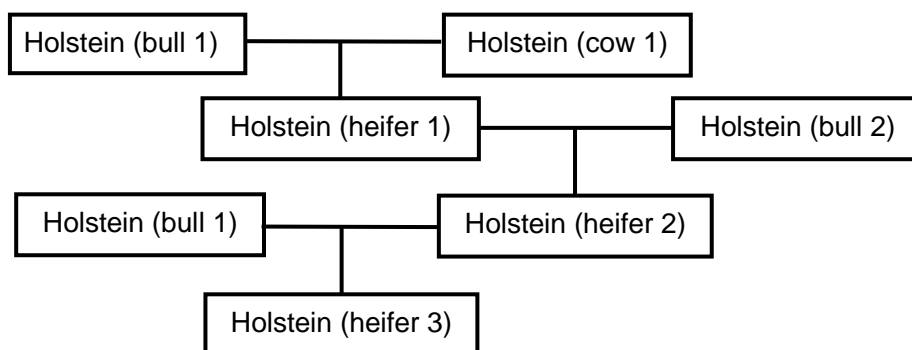 Holstein (bull 1)
Holstein (cow 1)
Holstein (heifer 1)
Holstein (bull 2)
Holstein (bull 1)
Holstein (heifer 2)
Holstein (heifer 3)